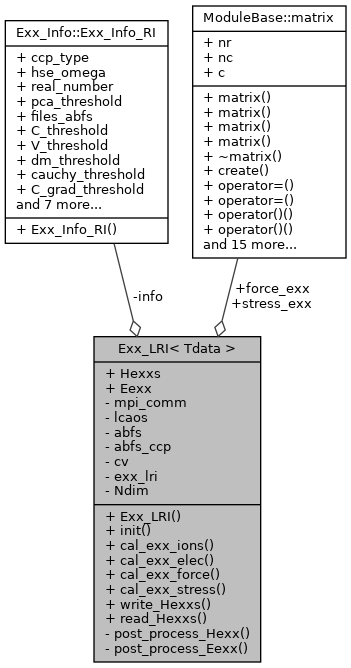 Exx_Info::Exx_Info_RI
+ ccp_type
+ hse_omega
+ real_number
+ pca_threshold
+ files_abfs
+ C_threshold
+ V_threshold
+ dm_threshold
+ cauchy_threshold
+ C_grad_threshold
and 7 more...
+ Exx_Info_RI()
ModuleBase::matrix
+ nr
+ nc
+ c
+ matrix()
+ matrix()
+ matrix()
+ matrix()
+ ~matrix()
+ create()
+ operator=()
+ operator=()
+ operator()()
+ operator()()
and 15 more...
-info
+force_exx
+stress_exx
Exx_LRI< Tdata >
+ Hexxs
+ Eexx
- mpi_comm
- lcaos
- abfs
- abfs_ccp
- cv
- exx_lri
- Ndim
+ Exx_LRI()
+ init()
+ cal_exx_ions()
+ cal_exx_elec()
+ cal_exx_force()
+ cal_exx_stress()
+ write_Hexxs()
+ read_Hexxs()
- post_process_Hexx()
- post_process_Eexx()